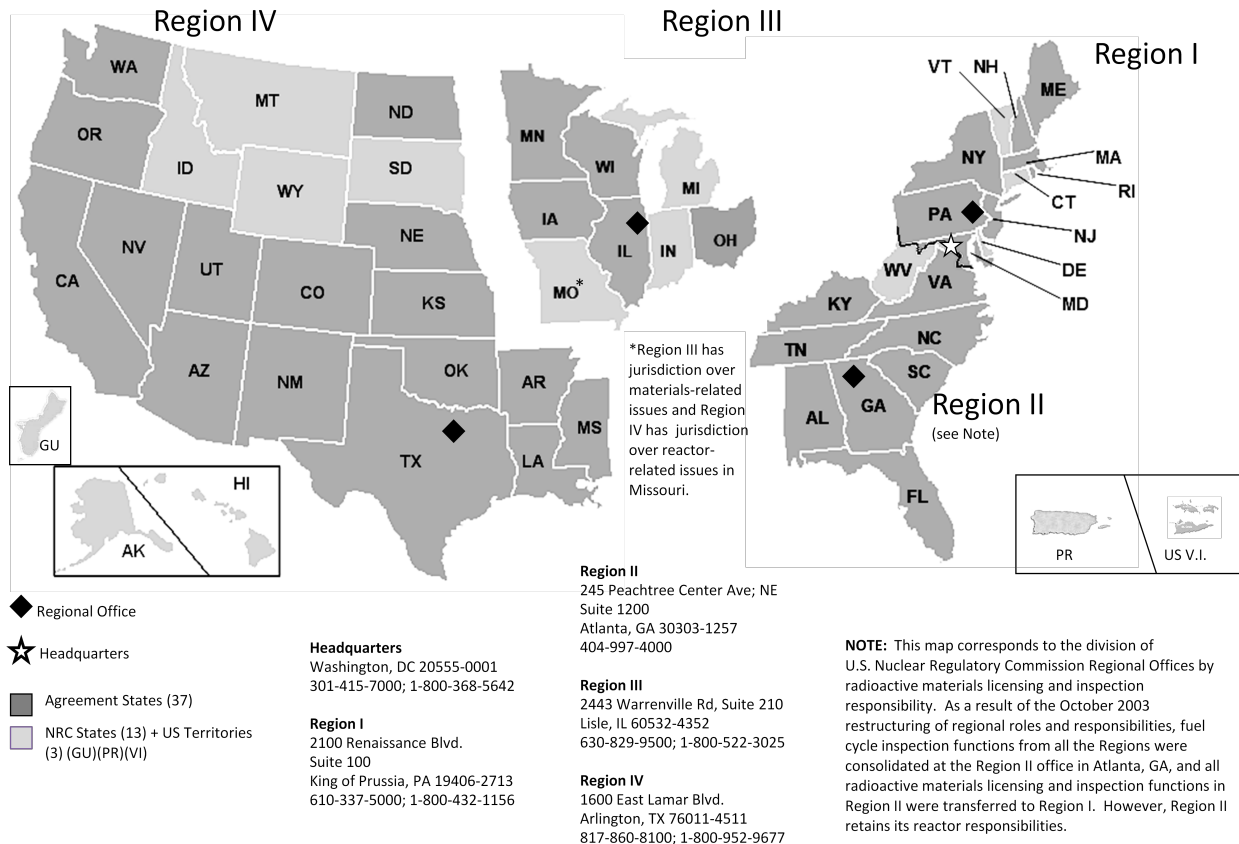 Region IV
Region III
Region I
WA
OR
ID
MT
ND
SD
WY
NE
NV
UT
CA
CO
KS
AZ
NM
OK
TX
AR
LA
MS
MN
WI
IA
IL
MO*
IN
MI
OH
VT
NH
ME
NY
MA
RI
CT
PA
NJ
DE
MD
WV
VA
KY
TN
NC
SC
GA
AL
FL
GU
HI
AK
PR
US V.I.
*Region III has
jurisdiction over
materials-related
issues and Region
IV has jurisdiction
over reactor-
related issues in
Missouri.
Region II
(see Note)
Regional Office
Headquarters
Agreement States (37)
NRC States (13) + US Territories
(3) (GU)(PR)(VI)
Headquarters
Washington, DC 20555-0001
301-415-7000; 1-800-368-5642
Region I
2100 Renaissance Blvd.
Suite 100
King of Prussia, PA 19406-2713
610-337-5000; 1-800-432-1156
Region II
245 Peachtree Center Ave; NE
Suite 1200
Atlanta, GA 30303-1257
404-997-4000
Region III
2443 Warrenville Rd, Suite 210
Lisle, IL 60532-4352
630-829-9500; 1-800-522-3025
Region IV
1600 East Lamar Blvd.
Arlington, TX 76011-4511
817-860-8100; 1-800-952-9677
NOTE: This map corresponds to the division of
U.S. Nuclear Regulatory Commission Regional Offices by
radioactive materials licensing and inspection
responsibility. As a result of the October 2003
restructuring of regional roles and responsibilities, fuel
cycle inspection functions from all the Regions were
consolidated at the Region II office in Atlanta, GA, and all
radioactive materials licensing and inspection functions in
Region II were transferred to Region I. However, Region II
retains its reactor responsibilities.